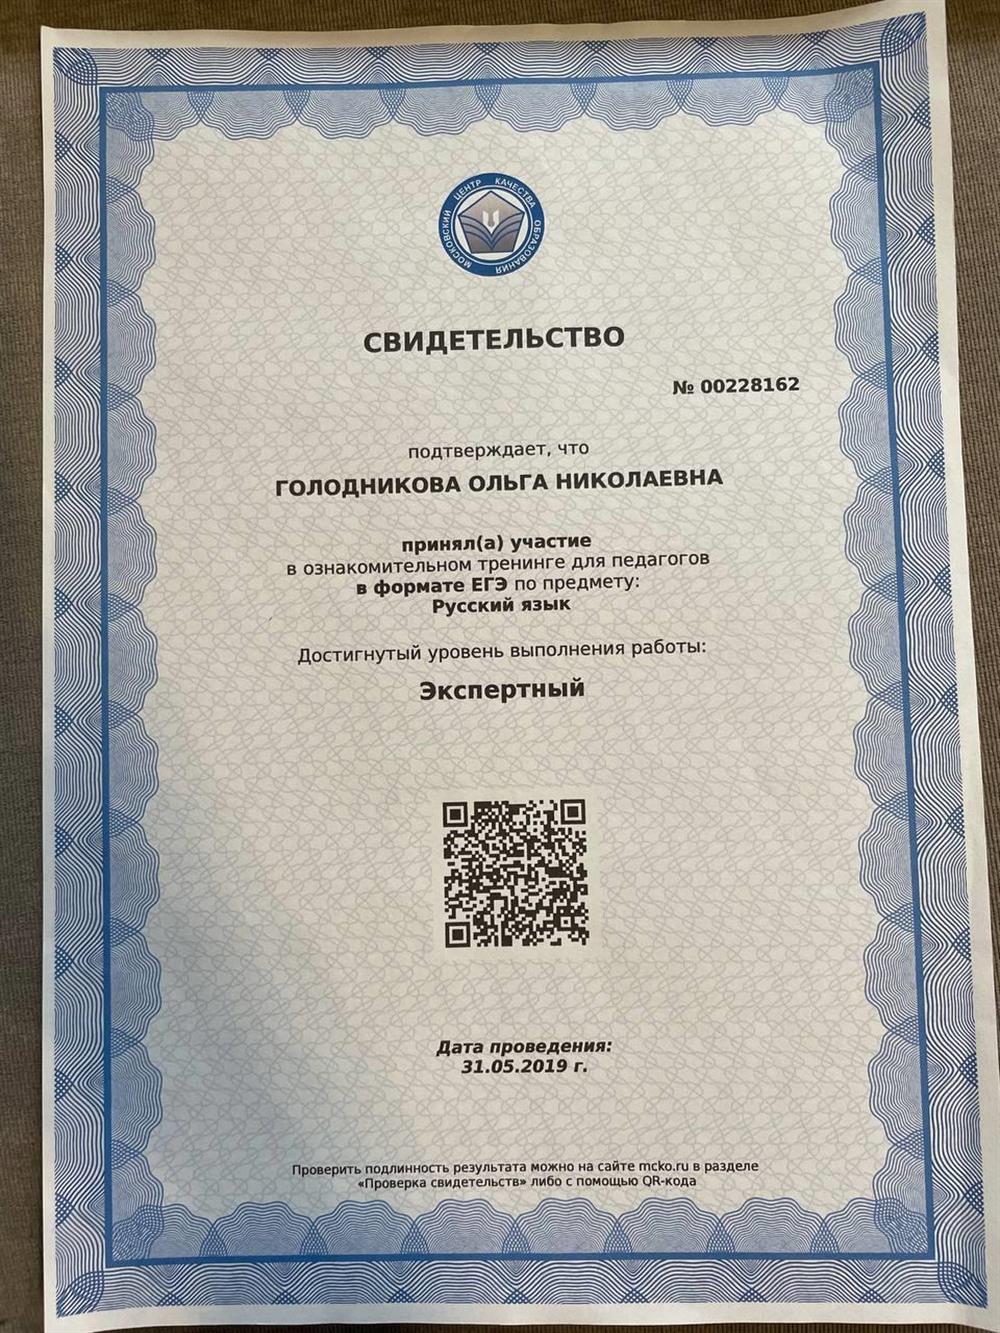 МОСКОВСКИЙ ЦЕНТР КАЧЕСТВА ОБРАЗОВАНИЯ
СВИДЕТЕЛЬСТВО
№ 00228162
подтверждает, что
ГОЛОДНИКОВА ОЛЬГА НИКОЛАЕВНА
принял(а) участие
в ознакомительном тренинге для педагогов
в формате ЕГЭ по предмету:
Русский язык
Достигнутый уровень выполнения работы:
Экспертный
Дата проведения:
31.05.2019 г.
Проверить подлинность результата можно на сайте mcko.ru в разделе
«Проверка свидетельств» либо с помощью QR-кода